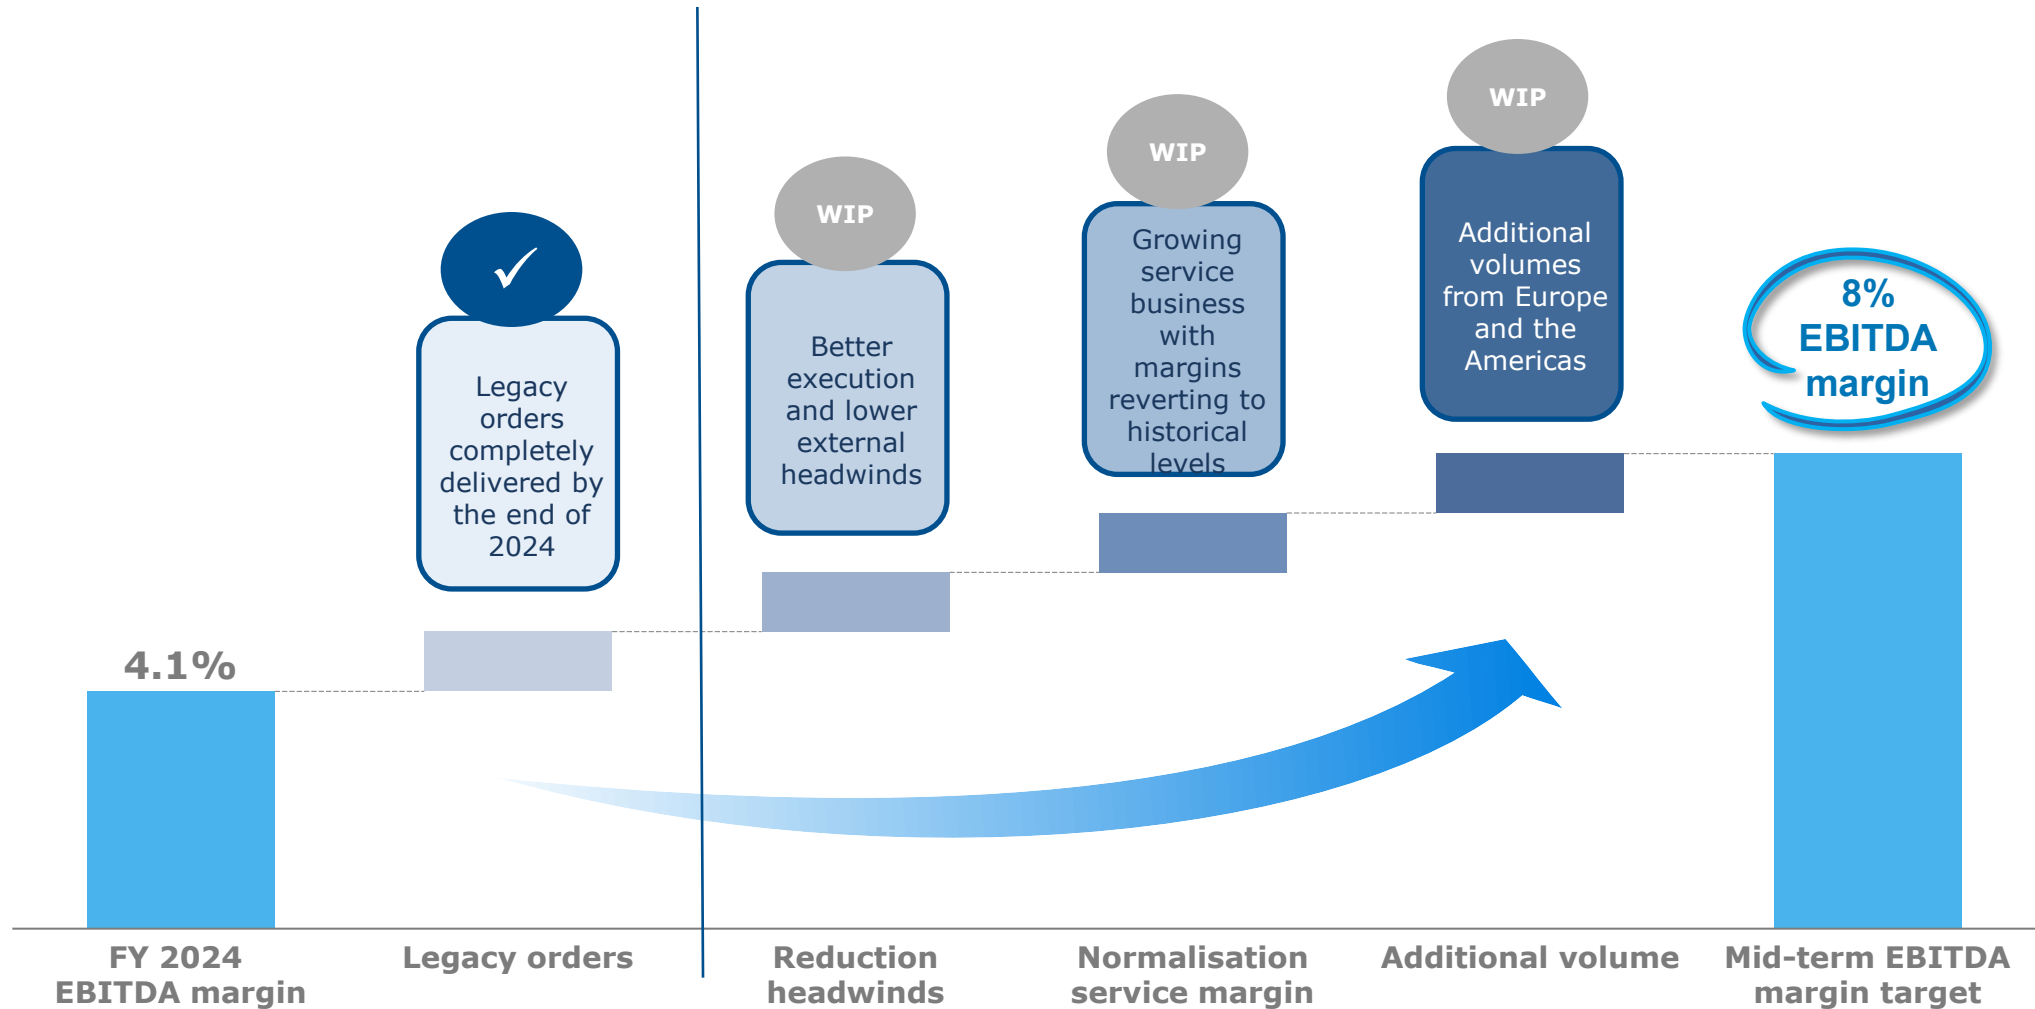 WIP
WIP
WIP
✓
Legacy
orders
completely
delivered by
the end of
2024
Better
execution
and lower
external
headwinds
Growing
service
business
with
margins
reverting to
historical
levels
Additional
volumes
from Europe
and the
Americas
8%
EBITDA
margin
4.1%
FY 2024
EBITDA margin
Legacy orders
Reduction
headwinds
Normalisation
service margin
Additional volume
Mid-term EBITDA
margin target